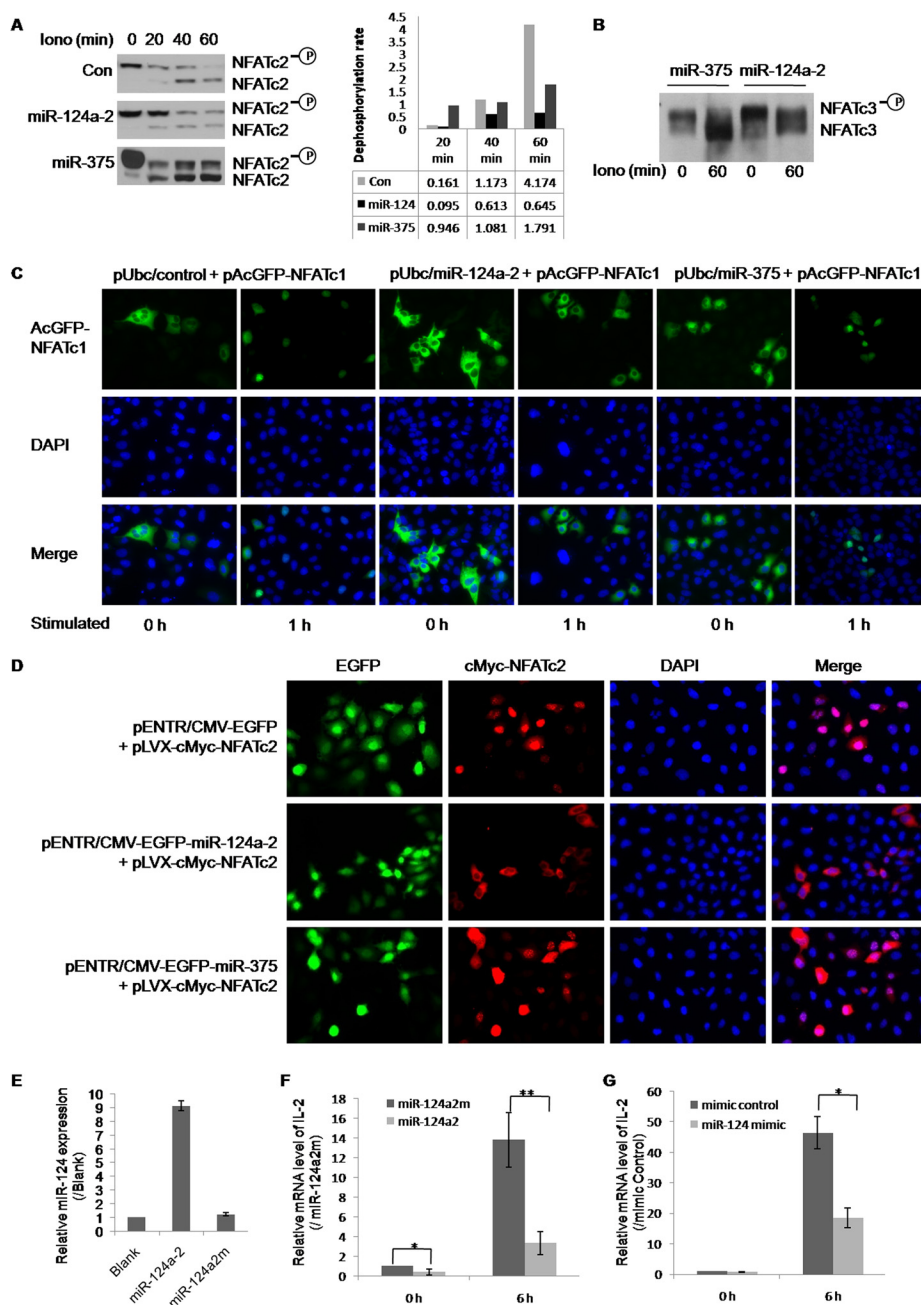 A
Iono (min) 0 20 40 60
Con
NFATc2 P
NFATc2
miR-124a-2
NFATc2 P
NFATc2
miR-375
NFATc2 P
NFATc2
Dephosphorylation rate
4.5
4
3.5
3
2.5
2
1.5
1
0.5
0
20 min
40 min
60 min
Con 0.161 1.173 4.174
miR-124 0.095 0.613 0.645
miR-375 0.946 1.081 1.791
B
miR-375 miR-124a-2
NFATc3 P
NFATc3
Iono (min) 0 60 0 60
C
pUbc/control + pAcGFP-NFATc1 pUbc/miR-124a-2 + pAcGFP-NFATc1 pUbc/miR-375 + pAcGFP-NFATc1
AcGFP-
NFATc1
DAPI
Merge
Stimulated 0 h 1 h 0 h 1 h 0 h 1 h
D
EGFP cMyc-NFATc2 DAPI Merge
pENTR/CMV-EGFP
+ pLVX-cMyc-NFATc2
pENTR/CMV-EGFP-miR-124a-2
+ pLVX-cMyc-NFATc2
pENTR/CMV-EGFP-miR-375
+ pLVX-cMyc-NFATc2
E
Relative miR-124 expression
(/Blank)
10
9
8
7
6
5
4
3
2
1
0
Blank
miR-124a-2
miR-124a2m
F
Relative mRNA level of IL-2
(/ miR-124a2m)
18
16
14
12
10
8
6
4
2
0
miR-124a2m
miR-124a2
*
**
0h 6h
G
Relative mRNA level of IL-2
(/mimic Control)
60
50
40
30
20
10
0
mimic control
miR-124 mimic
*
0h 6h